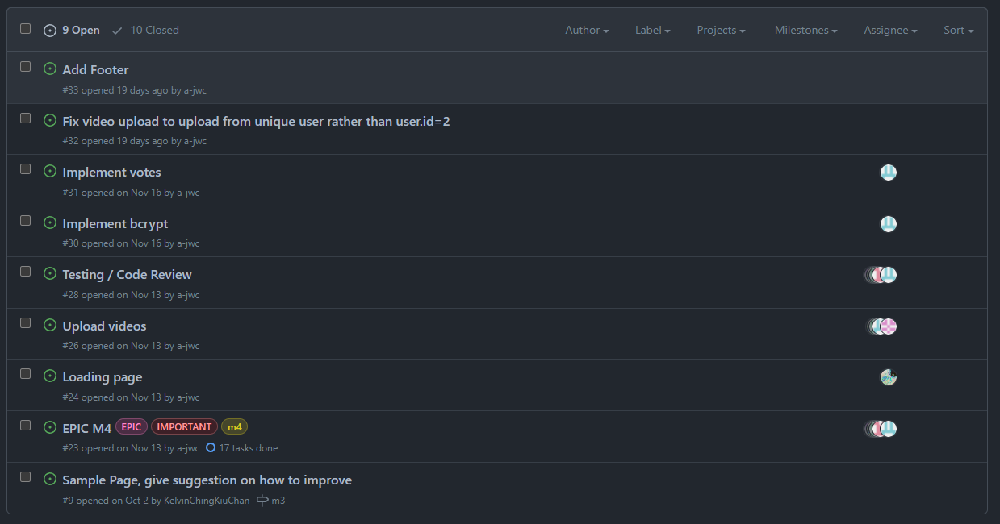 9 Open 10 Closed Author Label Projects Milestones Assignee Sort
Add Footer
#33 opened 19 days ago by a-jwc
Fix video upload to upload from unique user rather than user.id=2
#32 opened 19 days ago by a-jwc
Implement votes
#31 opened on Nov 16 by a-jwc
Implement bcrypt
#30 opened on Nov 16 by a-jwc
Testing / Code Review
#28 opened on Nov 13 by a-jwc
Upload videos
#26 opened on Nov 13 by a-jwc
Loading page
#24 opened on Nov 13 by a-jwc
EPIC M4 EPIC IMPORTANT m4
#23 opened on Nov 13 by a-jwc 17 tasks done
Sample Page, give suggestion on how to improve
#9 opened on Oct 2 by KelvinChingKiuChan m3